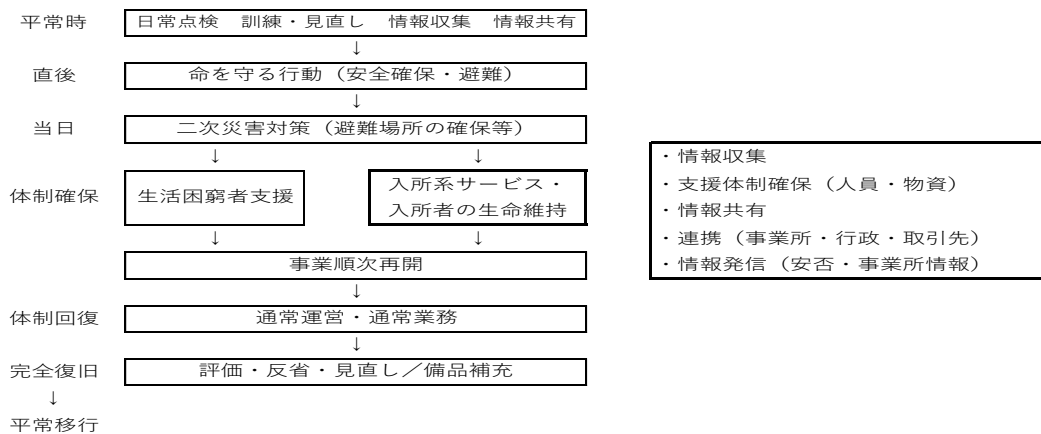 平常時 日常点検 訓練・見直し 情報収集 情報共有
↓
直後 命を守る行動（安全確保・避難）
↓
当日 二次災害対策（避難場所の確保等）
↓ ↓
体制確保 生活困窮者支援
入所系サービス・
入所者の生命維持
↓ ↓
事業順次再開
↓
体制回復 通常運営・通常業務
↓
完全復旧 評価・反省・見直し／備品補充
↓
平常移行
・情報収集
・支援体制確保（人員・物資）
・情報共有
・連携（事業所・行政・取引先）
・情報発信（安否・事業所情報）